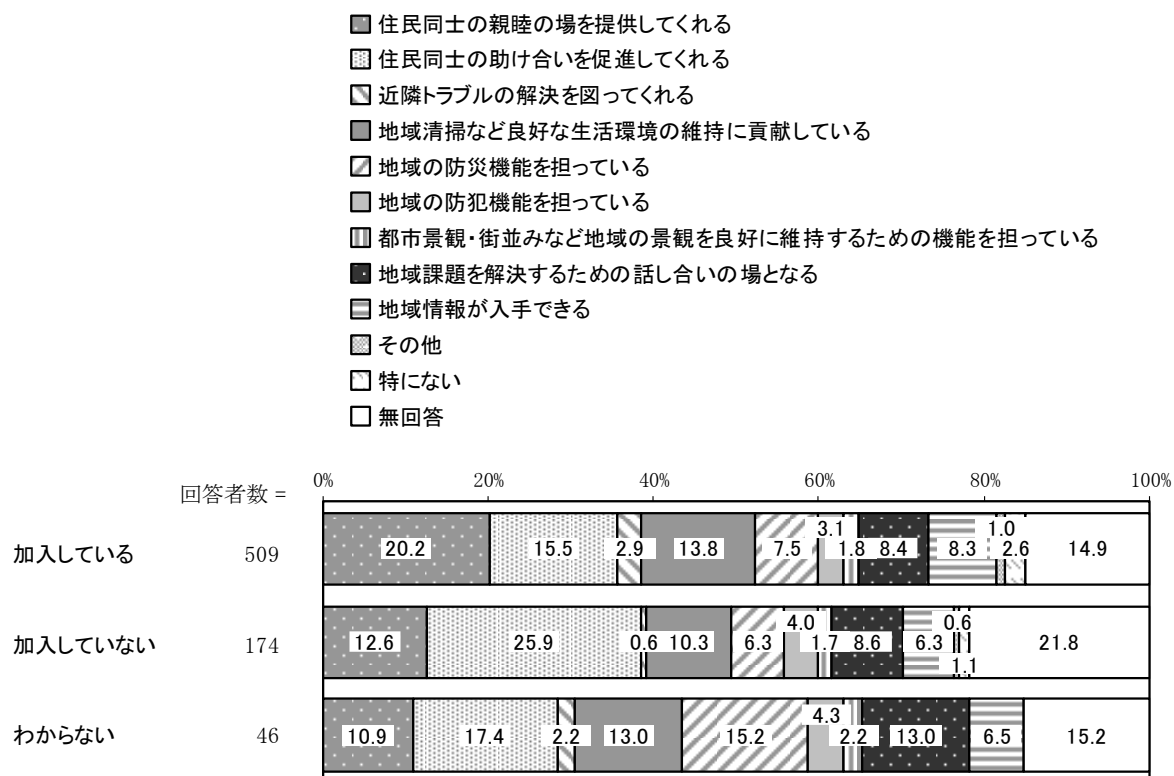 住民同士の親睦の場を提供してくれる
住民同士の助け合いを促進してくれる
近隣トラブルの解決を図ってくれる
地域清掃など良好な生活環境の維持に貢献している
地域の防災機能を担っている
地域の防犯機能を担っている
都市景観・街並みなど地域の景観を良好に維持するための機能を担っている
地域課題を解決するための話し合いの場となる
地域情報が入手できる
その他
特にない
無回答
回答者数 =
0% 20% 40% 60% 80% 100%
加入している 509 20.2 15.5 2.9 13.8 7.5 3.1 1.8 8.4 8.3 1.0 2.6 14.9
加入していない 174 12.6 25.9 0.6 10.3 6.3 4.0 1.7 8.6 6.3 0.6 1.1 21.8
わからない 46 10.9 17.4 2.2 13.0 15.2 4.3 2.2 13.0 6.5 15.2